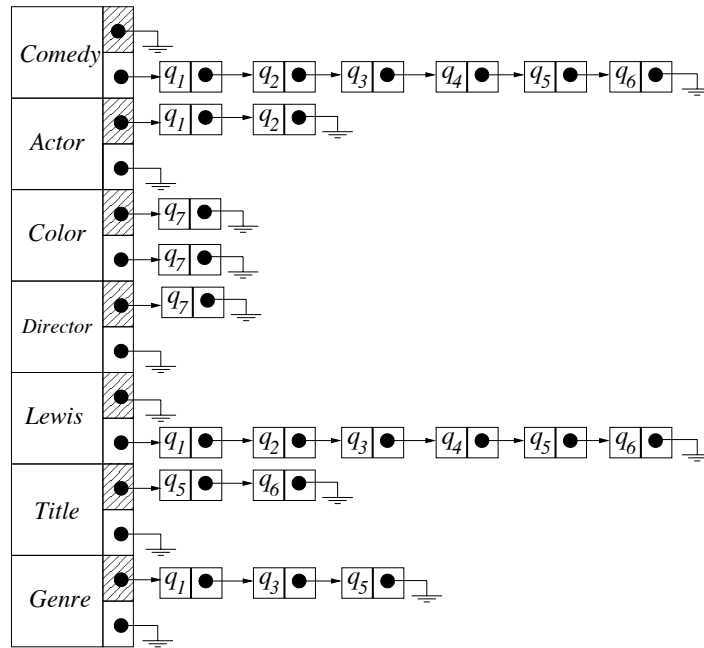 Comedy
q1 q2 q3 q4 q5 q6
q1 q2
Actor
q7
Color
q7
q7
Director
Lewis
q1 q2 q3 q4 q5 q6
q5 q6
Title
q1 q3 q5
Genre